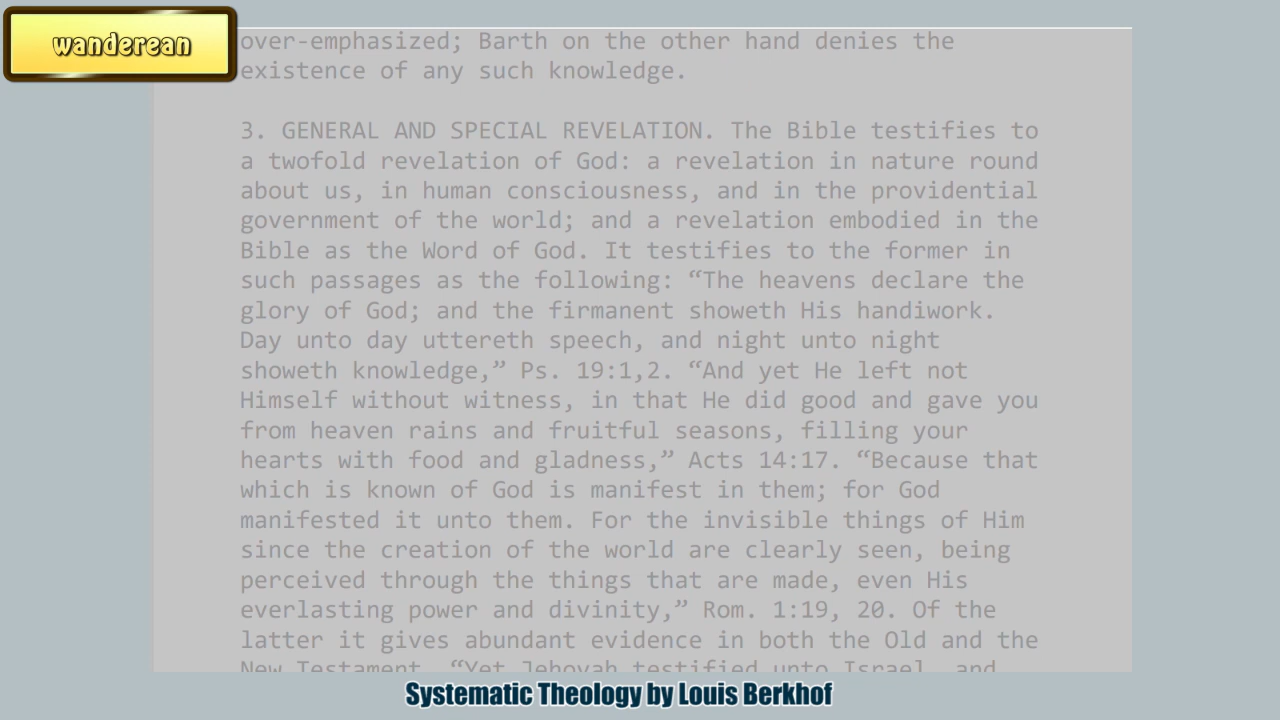 wanderean
over-emphasized; Barth on the other hand denies the
existence of any such knowledge.
3. GENERAL AND SPECIAL REVELATION. The Bible testifies to
a twofold revelation of God: a revelation in nature round
about us, in human consciousness, and in the providential
government of the world; and a revelation embodied in the
Bible as the Word of God. It testifies to the former in
such passages as the following: “The heavens declare the
glory of God; and the firmanent showeth His handiwork.
Day unto day uttereth speech, and night unto night
showeth knowledge,” Ps. 19:1,2. “And yet He left not
Himself without witness, in that He did good and gave you
from heaven rains and fruitful seasons, filling your
hearts with food and gladness,” Acts 14:17. “Because that
which is known of God is manifest in them; for God
manifested it unto them. For the invisible things of Him
since the creation of the world are clearly seen, being
perceived through the things that are made, even His
everlasting power and divinity,” Rom. 1:19, 20. Of the
latter it gives abundant evidence in both the Old and the
New Testament. “Yet Jehovah testified unto Israel, and
Systematic Theology by Louis Berkhof